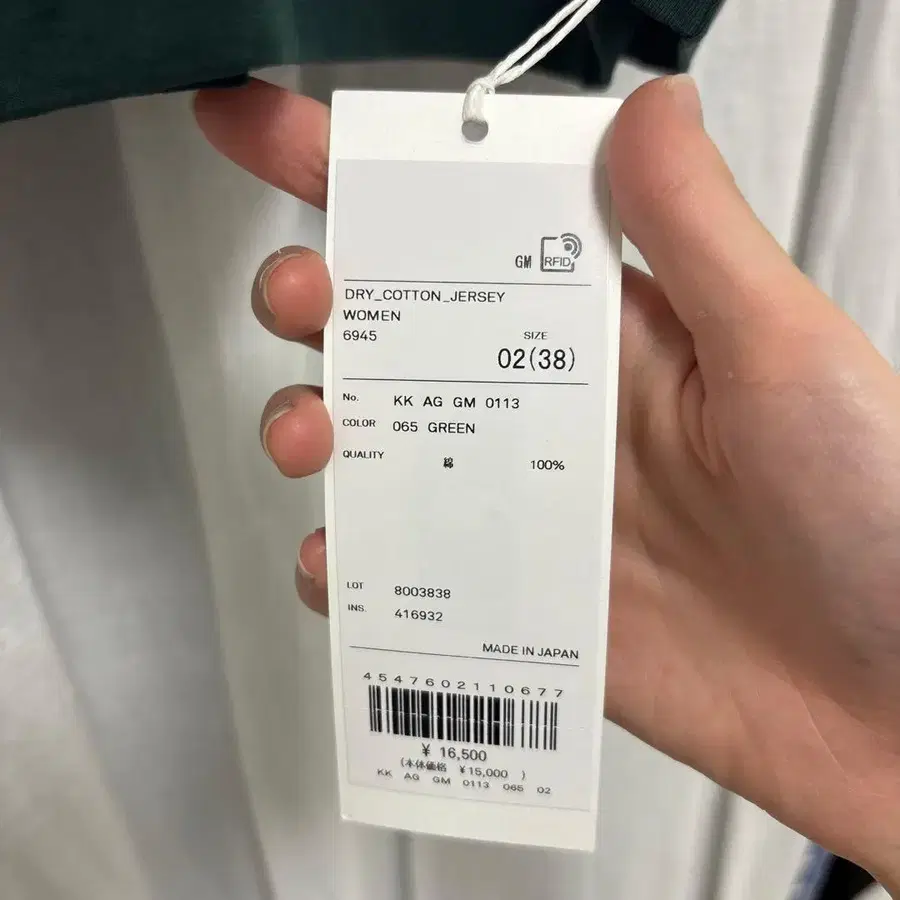 GM RFID
DRY_COTTON_JERSEY
WOMEN
6945
SIZE
02(38)
No. KK AG GM 0113
COLOR 065 GREEN
QUALITY 綿 100%
LOT 8003838
INS. 416932
MADE IN JAPAN
4547602110677
¥ 16,500
(本体価格 ¥15,000 )
KK AG GM 0113 065 02